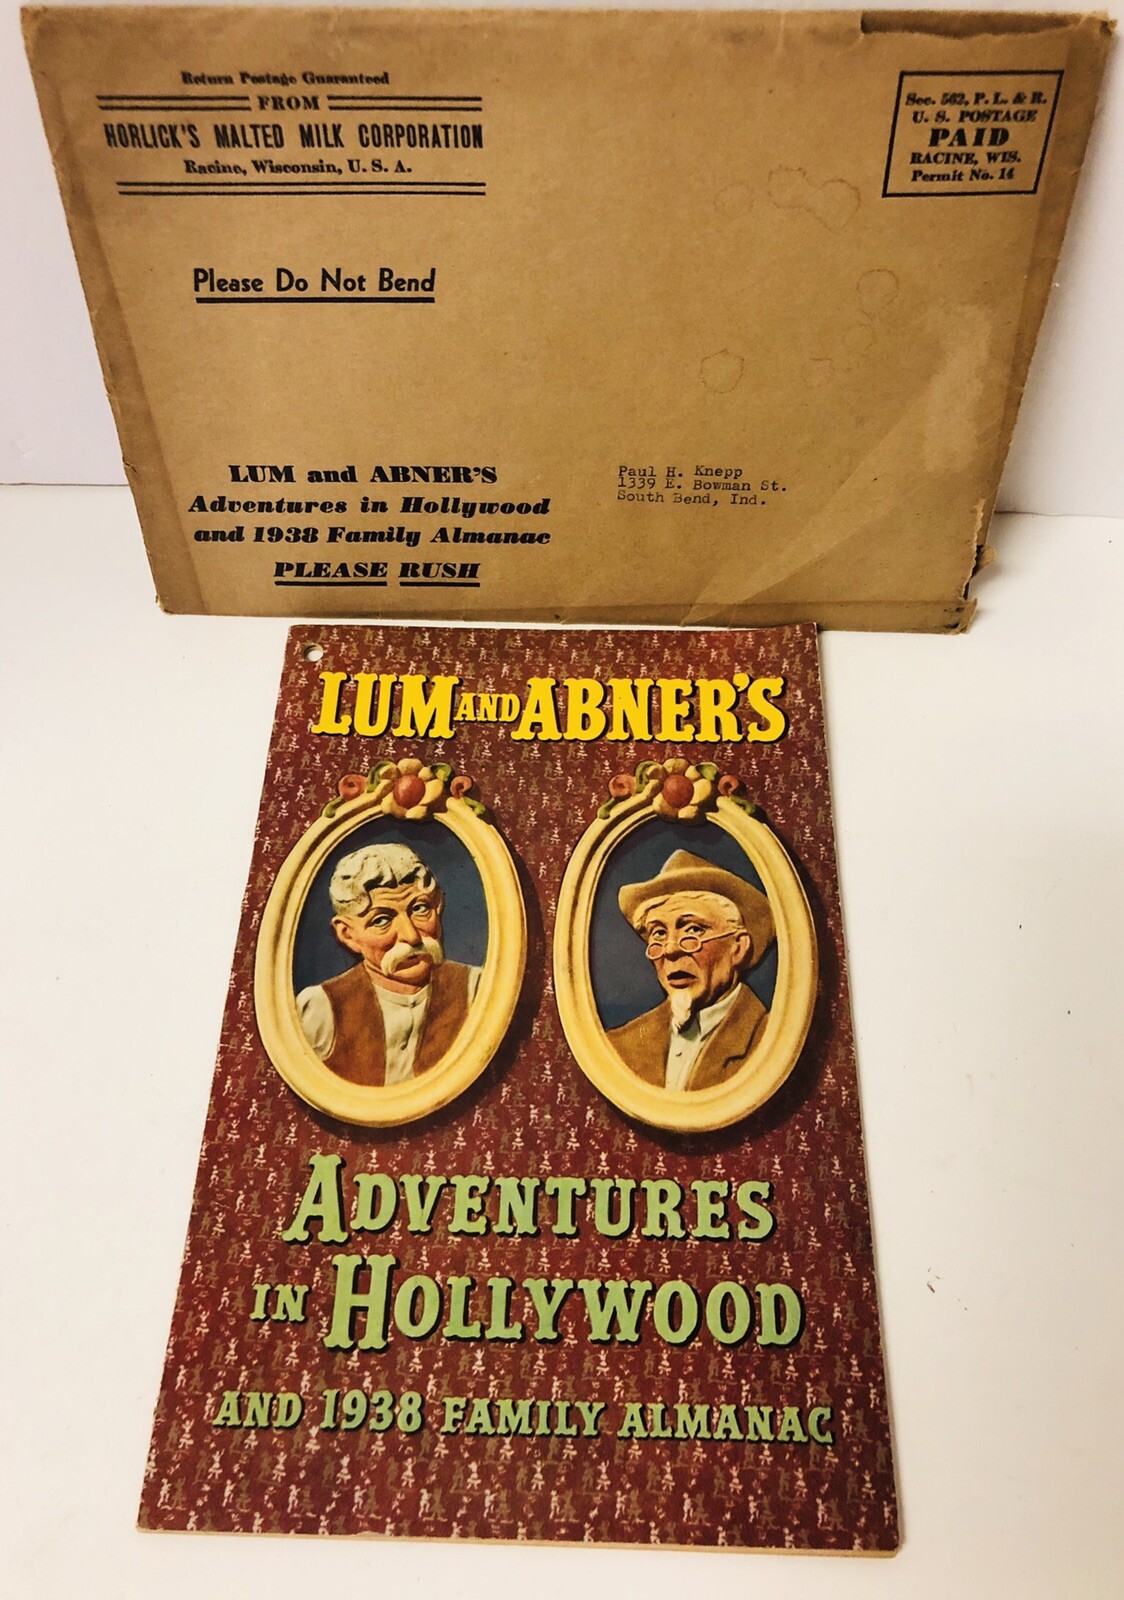 Return Postage Guaranteed
FROM
HORLICK'S MALTED MILK CORPORATION
Racine, Wisconsin, U. S. A.
Sec. 562, P. L. & R.
U. S. POSTAGE
PAID
RACINE, WIS.
Permit No. 14
Please Do Not Bend
LUM and ABNER'S
Adventures in Hollywood
and 1938 Family Almanac
PLEASE RUSH
Paul H. Knepp
1339 E. Bowman St.
South Bend, Ind.
LUM AND ABNER'S
ADVENTURES
IN HOLLYWOOD
AND 1938 FAMILY ALMANAC